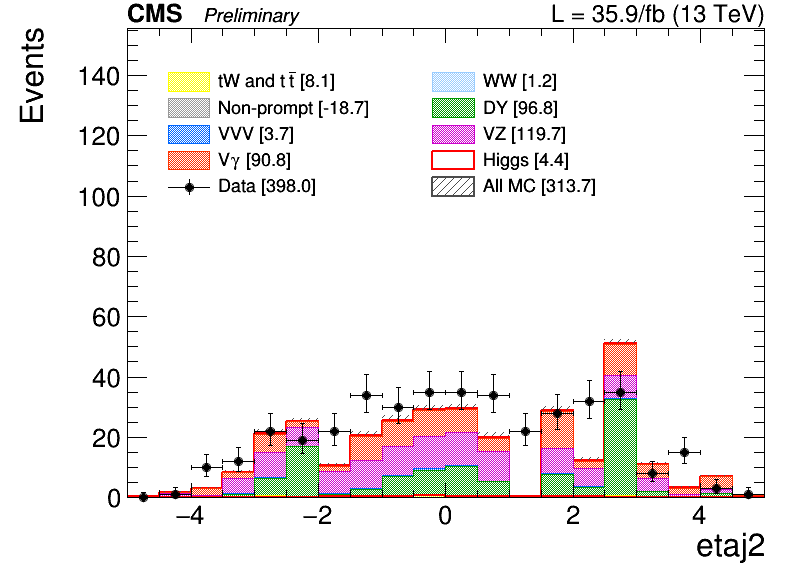 CMS Preliminary L = 35.9/fb (13 TeV)
Events
140
120
100
80
60
40
20
0
tW and t t̅ [8.1]
WW [1.2]
Non-prompt [-18.7]
DY [96.8]
VVV [3.7]
VZ [119.7]
Vγ [90.8]
Higgs [4.4]
Data [398.0]
All MC [313.7]
−4 −2 0 2 4
etaj2